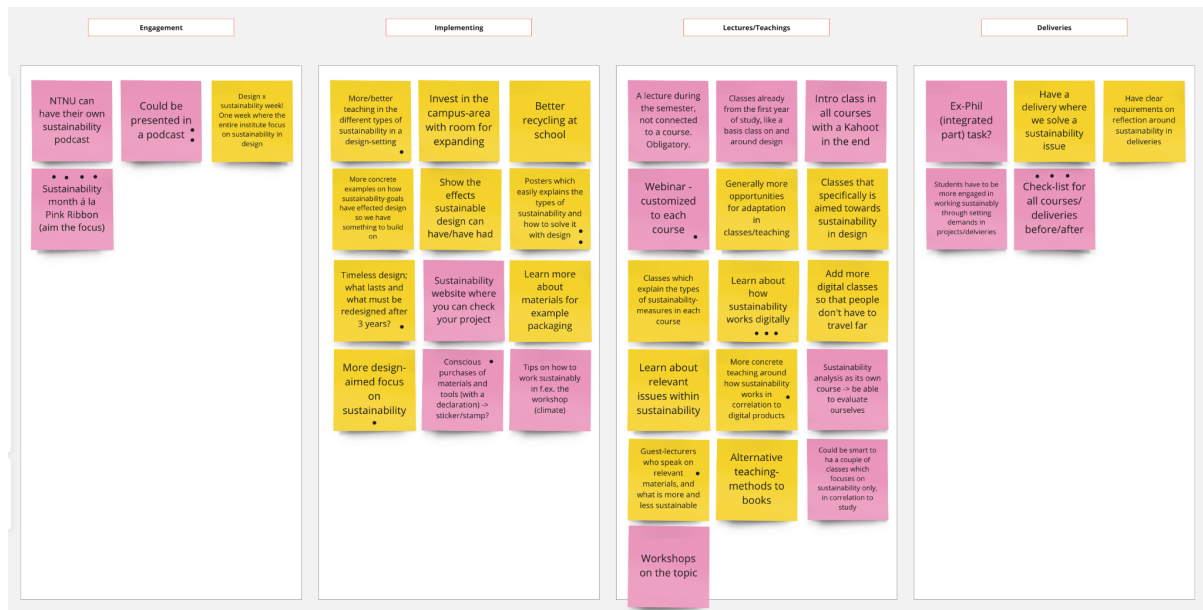 Engagement
Implementing
Lectures/Teachings
Deliveries
NTNU can
have their own
sustainability
podcast
Could be
presented in
a podcast
Design x
sustainability week!
One week where the
entire institute focus
on sustainability in
design
Sustainability
month á la
Pink Ribbon
(aim the focus)
More/better
teaching in the
different types of
sustainability in a
design-setting
Invest in the
campus-area
with room for
expanding
Better
recycling at
school
More concrete
examples on how
sustainability-goals
have effected design
so we have
something to build
on
Show the
effects
sustainable
design can
have/have had
Posters which
easily explains the
types of
sustainability and
how to solve it
with design
Timeless design;
what lasts and
what must be
redesigned after
3 years?
Sustainability
website where
you can check
your project
Learn more
about
materials for
example
packaging
More design-
aimed focus
on
sustainability
Conscious
purchases of
materials and
tools (with a
declaration) ->
sticker/stamp?
Tips on how to
work sustainably
in f.ex. the
workshop
(climate)
A lecture during
the semester,
not connected
to a course.
Obligatory.
Classes already
from the first year
of study, like a
basis class on and
around design
Intro class in
all courses
with a Kahoot
in the end
Webinar -
customized
to each
course
Generally more
opportunities
for adaptation
in
classes/teaching
Classes that
specifically is
aimed towards
sustainability
in design
Classes which
explain the types
of sustainability-
measures in each
course
Learn about
how
sustainability
works digitally
Add more
digital classes
so that people
don't have to
travel far
Learn about
relevant
issues within
sustainability
More concrete
teaching around
how sustainability
works in
correlation to
digital products
Sustainability
analysis as its own
course -> be able
to evaluate
ourselves
Guest-lecturers
who speak on
relevant
materials, and
what is more and
less sustainable
Alternative
teaching-
methods to
books
Could be smart to
ha a couple of
classes which
focuses on
sustainability only,
in correlation to
study
Workshops
on the topic
Ex-Phil
(integrated
part) task?
Have a
delivery where
we solve a
sustainability
issue
Have clear
requirements on
reflection around
sustainability in
deliveries
Students have to be
more engaged in
working sustainably
through setting
demands in
projects/delvieries
Check-list for
all courses/
deliveries
before/after